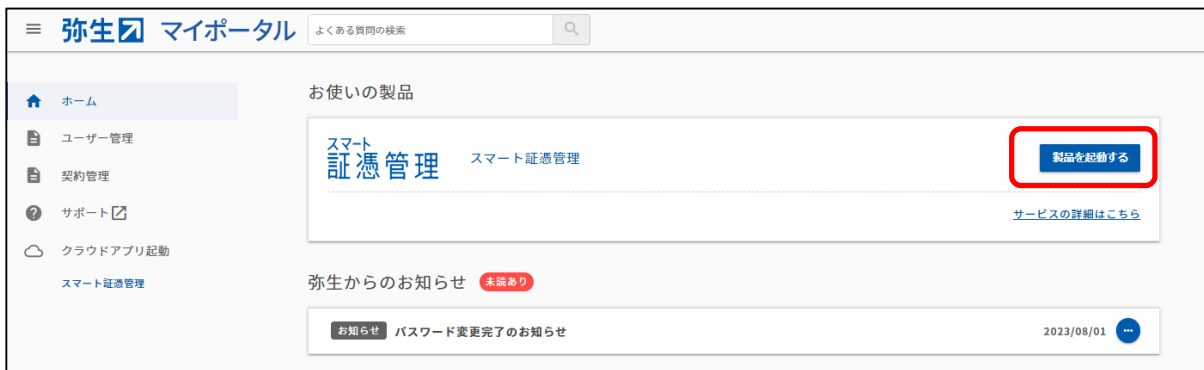 弥生 マイポータル
よくある質問の検索
ホーム
ユーザー管理
契約管理
サポート
クラウドアプリ起動
スマート証憑管理
お使いの製品
スマート
証憑管理
スマート証憑管理
製品を起動する
サービスの詳細はこちら
弥生からのお知らせ 未読あり
お知らせ パスワード変更完了のお知らせ 2023/08/01